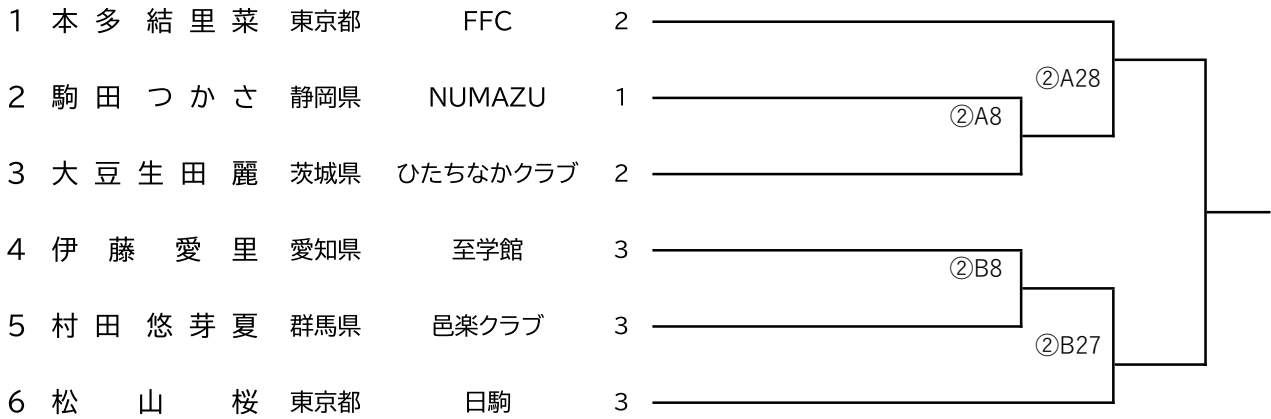 1 本多 結里菜 東京都 FFC 2
②A28
2 駒田 つかさ 静岡県 NUMAZU 1
②A8
3 大豆生田 麗 茨城県 ひたちなかクラブ 2
4 伊藤 愛里 愛知県 至学館 3
②B8
5 村田 悠芽夏 群馬県 邑楽クラブ 3
②B27
6 松山 桜 東京都 日駒 3